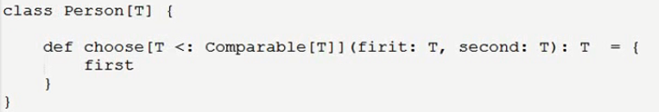 class Person[T] {
def choose[T <: Comparable[T]](firit: T, second: T): T = {
first
}
}